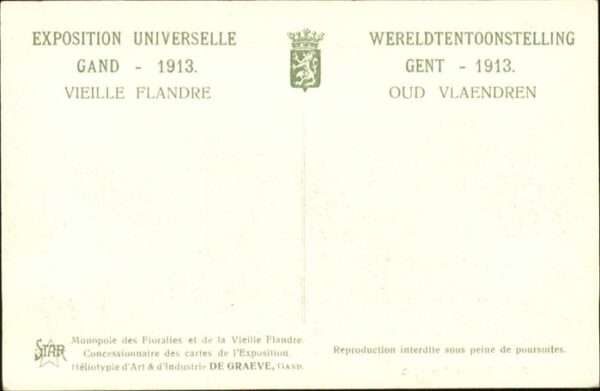 EXPOSITION UNIVERSELLE
GAND - 1913.
VIEILLE FLANDRE
WERELDTENTOONSTELLING
GENT - 1913.
OUD VLAENDREN
STAR
Monopole des Floralies et de la Vieille Flandre.
Concessionnaire des cartes de l'Exposition.
Héliotypie d'Art & d'Industrie DE GRAEVE, GAND.
Reproduction interdite sous peine de poursuites.